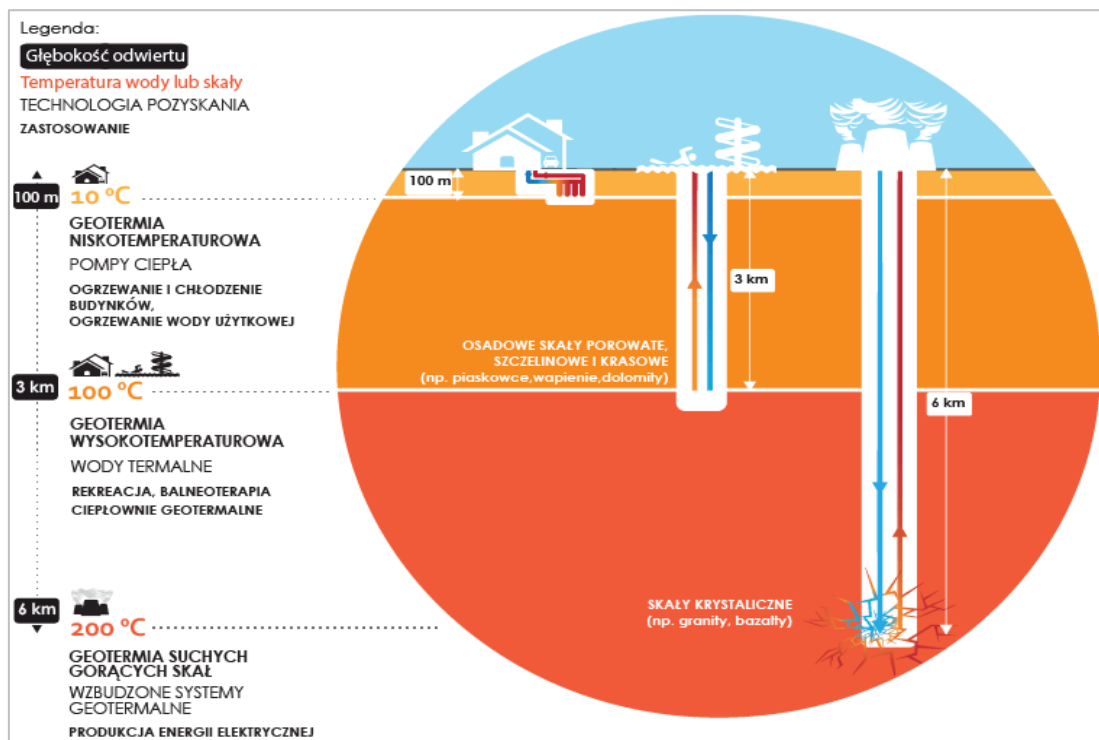 Legenda:
Głębokość odwiertu
Temperatura wody lub skały
TECHNOLOGIA POZYSKANIA
ZASTOSOWANIE
100 m
10 °C
GEOTERMIA
NISKOTEMPERATUROWA
POMPY CIEPŁA
OGRZEWANIE I CHŁODZENIE
BUDYNKÓW,
OGRZEWANIE WODY UŻYTKOWEJ
3 km
100 °C
GEOTERMIA
WYSOKOTEMPERATUROWA
WODY TERMALNE
REKREACJA, BALNEOTERAPIA
CIEPŁOWNIE GEOTERMALNE
6 km
200 °C
GEOTERMIA SUCHYCH
GORĄCYCH SKAŁ
WZBUDZONE SYSTEMY
GEOTERMALNE
PRODUKCJA ENERGII ELEKTRYCZNEJ
100 m
3 km
OSADOWE SKAŁY POROWATE,
SZCZELINOWE I KRASOWE
(np. piaskowce,wapienie,dolomity)
6 km
SKAŁY KRYSTALICZNE
(np. granity, bazalty)